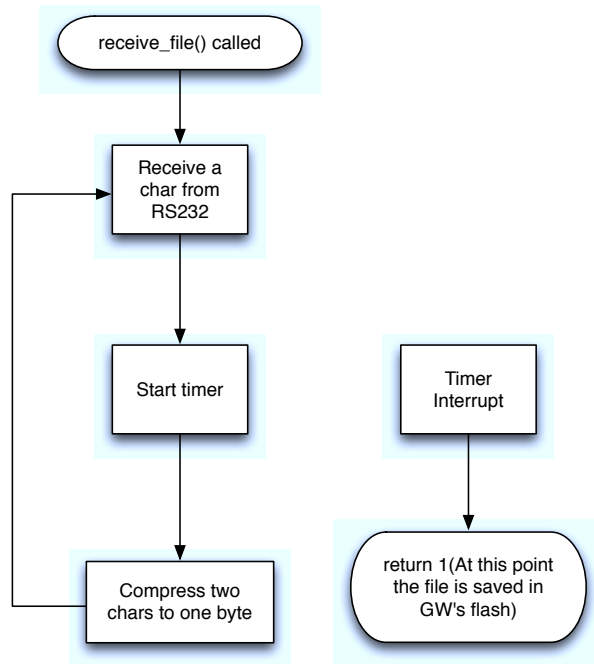 receive_file() called
Receive a
char from
RS232
Start timer
Timer
Interrupt
Compress two
chars to one byte
return 1(At this point
the file is saved in
GW's flash)